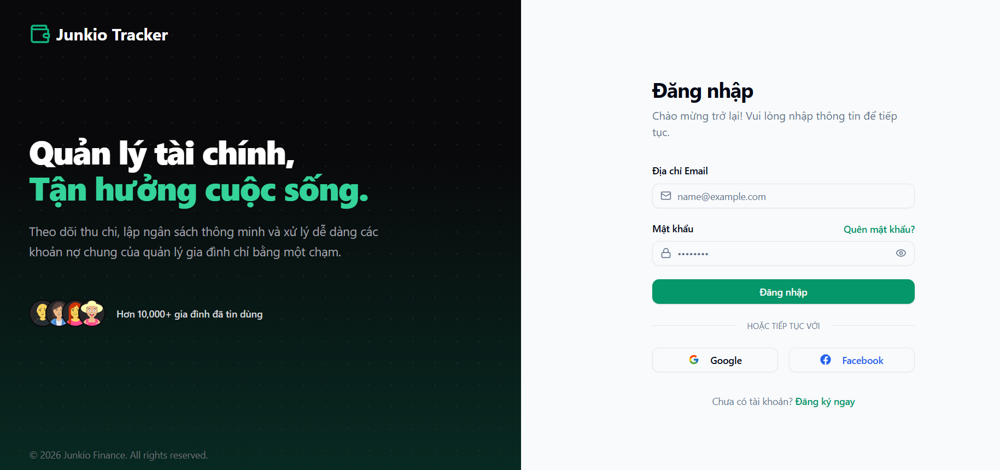 Junkio Tracker
Quản lý tài chính,
Tận hưởng cuộc sống.
Theo dõi thu chi, lập ngân sách thông minh và xử lý dễ dàng các
khoản nợ chung của quản lý gia đình chỉ bằng một chạm.
Hơn 10,000+ gia đình đã tin dùng
© 2026 Junkio Finance. All rights reserved.
Đăng nhập
Chào mừng trở lại! Vui lòng nhập thông tin để tiếp
tục.
Địa chỉ Email
name@example.com
Mật khẩu Quên mật khẩu?
••••••••
Đăng nhập
HOẶC TIẾP TỤC VỚI
Google Facebook
Chưa có tài khoản? Đăng ký ngay